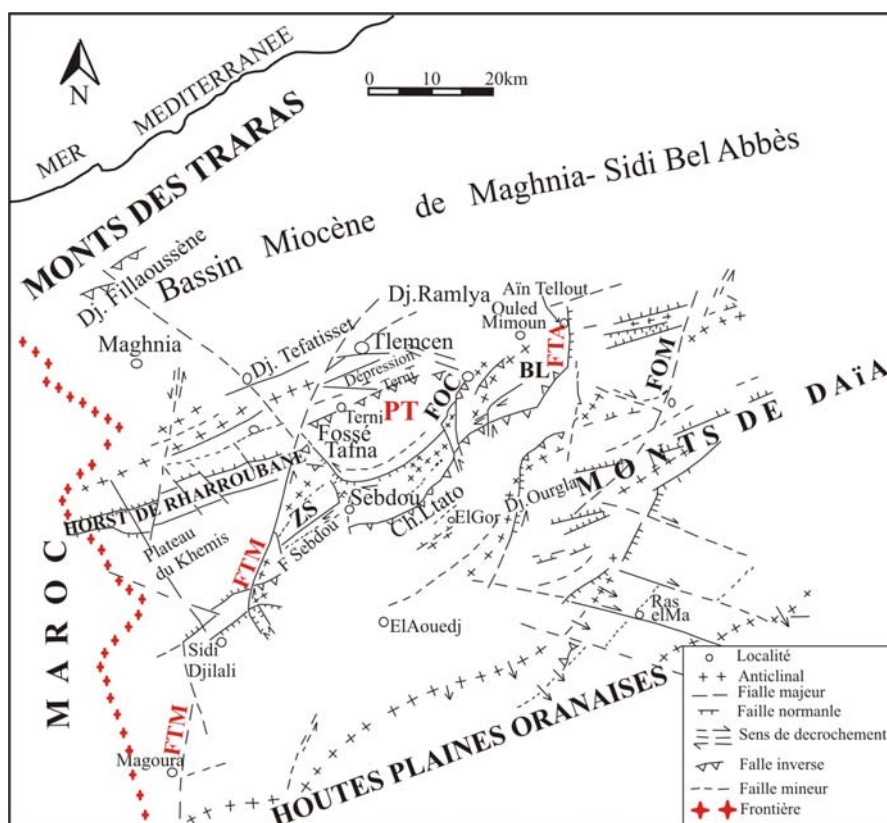 MER MEDITERRANEE
N
0 10 20km
MONTS DES TRARAS
Bassin Miocène de Maghnia- Sidi Bel Abbès
Dj. Fillaoussène
Maghnia
Dj. Tefatisset
Dj.Ramlya
Tlemcen
Aïn Tellout
Ouled
Mimoun
FTA
BL
FOM
Dépression
Terni
Terni
PT
FOC
Fossé
Tafna
MONTS DE DAÏA
HORST DE RHARROUBANE
ZS
Sebdou
F Sebdou
Ch.Liato
ElGor
Dj Ourgla
Plateau
du Khemis
FTM
MAROC
Sidi
Djilali
ElAouedj
Ras
elMa
FTM
Magoura
HOUTES PLAINES ORANAISES
Localité
Anticlinal
Fialle majeur
Faille normanle
Sens de decrochement
Falle inverse
Faille mineur
Frontière